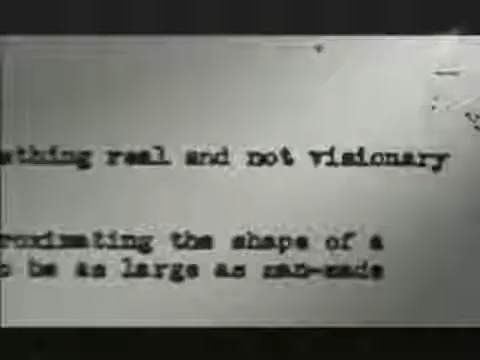 ething real and not visionary
roximating the shape of a
o be as large as man-made